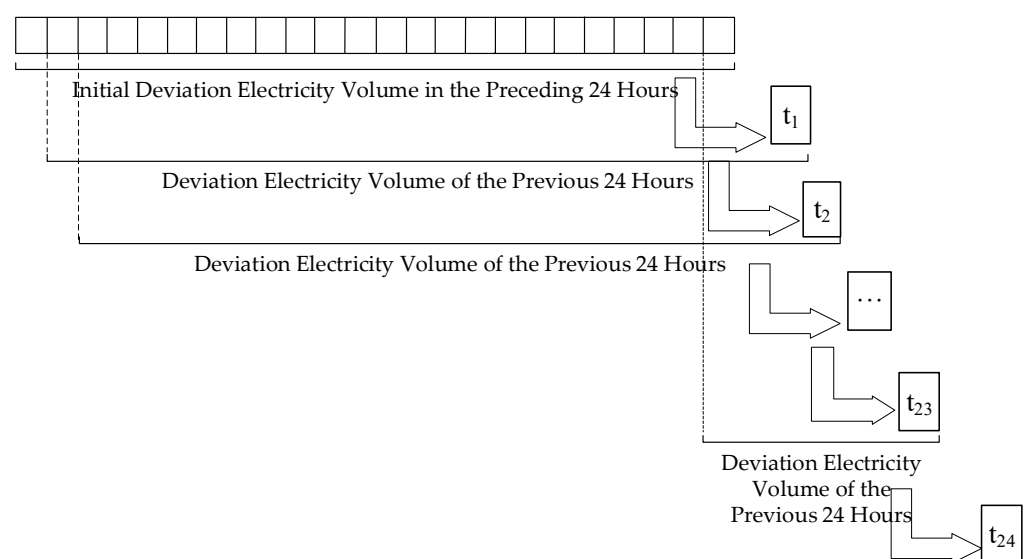 Initial Deviation Electricity Volume in the Preceding 24 Hours
t1
Deviation Electricity Volume of the Previous 24 Hours
t2
Deviation Electricity Volume of the Previous 24 Hours
...
t23
Deviation Electricity
Volume of the
Previous 24 Hours
t24